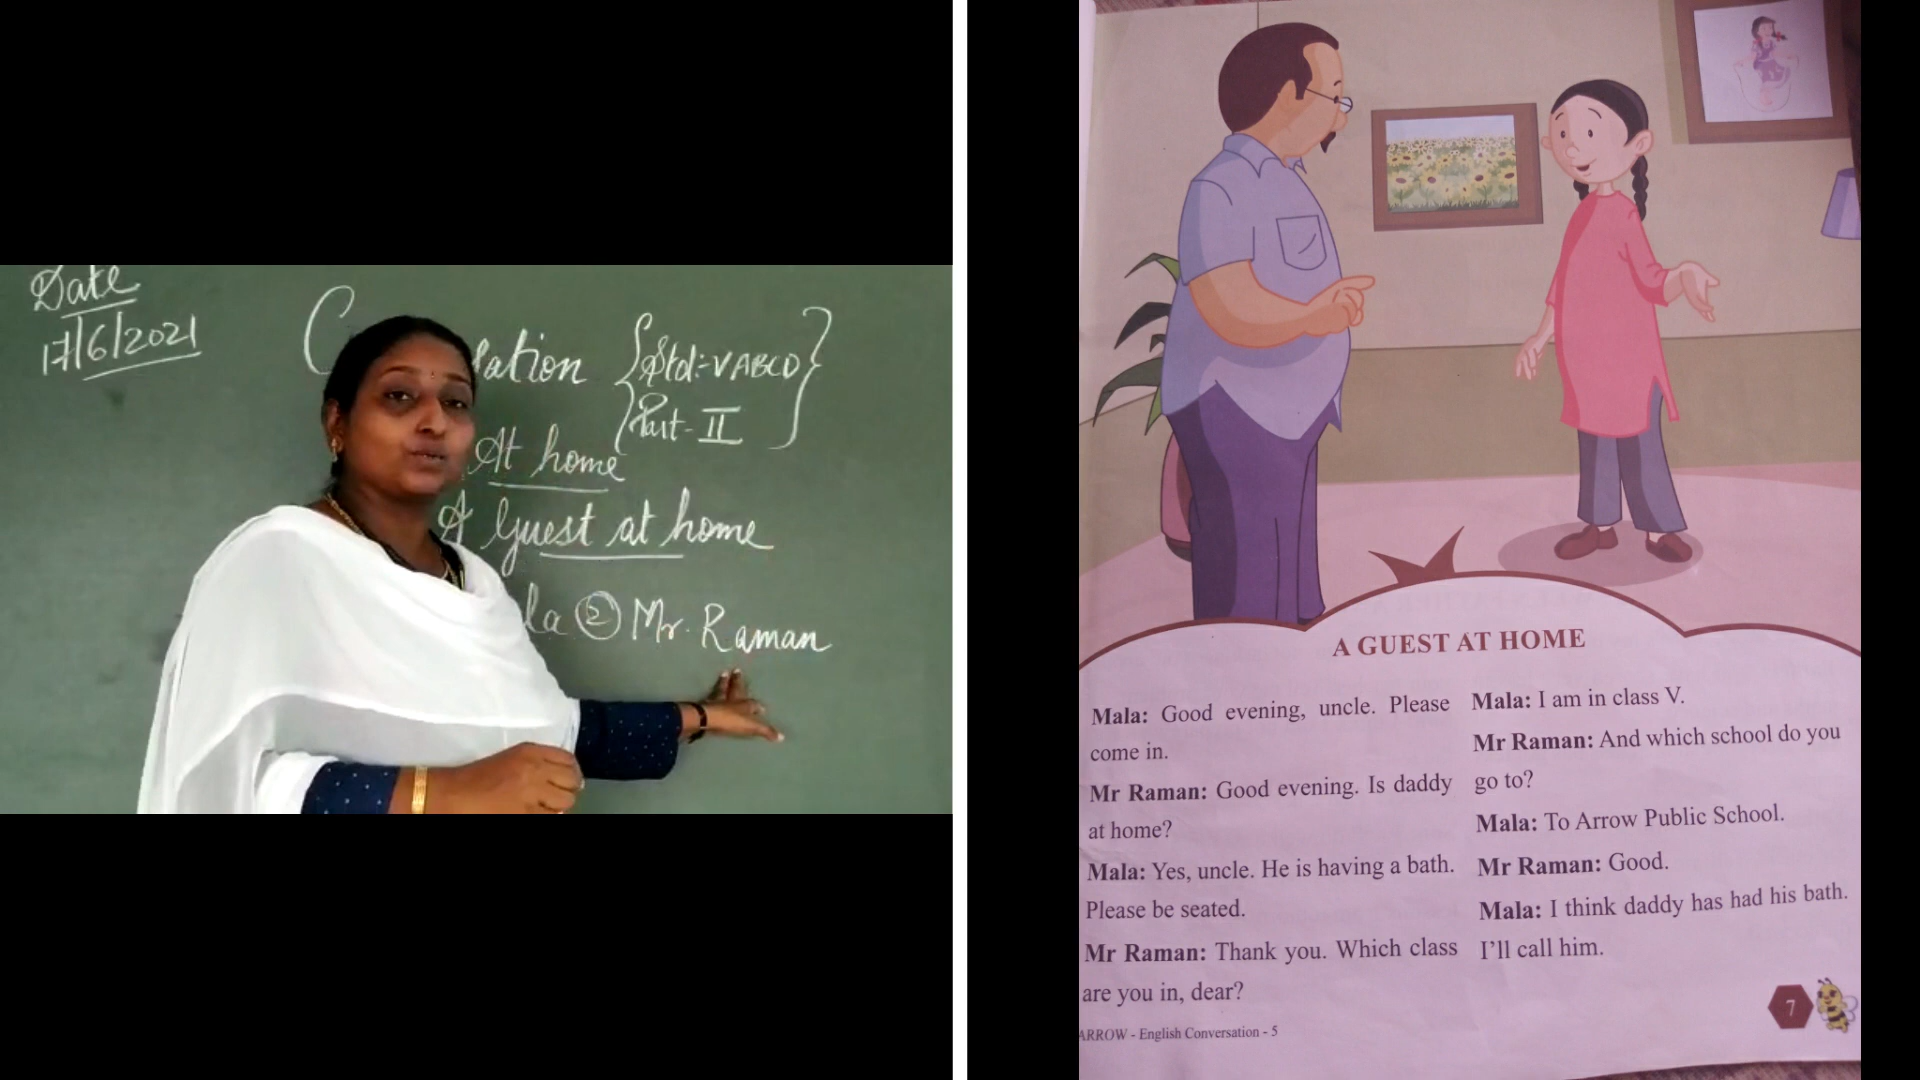 Date
17/6/2021
lation
{Std:- V ABCD}
Part - II
At home
A Guest at home
la ② Mr. Raman
A GUEST AT HOME
Mala: Good evening, uncle. Please
come in.
Mr Raman: Good evening. Is daddy
at home?
Mala: Yes, uncle. He is having a bath.
Please be seated.
Mr Raman: Thank you. Which class
are you in, dear?
Mala: I am in class V.
Mr Raman: And which school do you
go to?
Mala: To Arrow Public School.
Mr Raman: Good.
Mala: I think daddy has had his bath.
I'll call him.
ARROW - English Conversation - 5
7